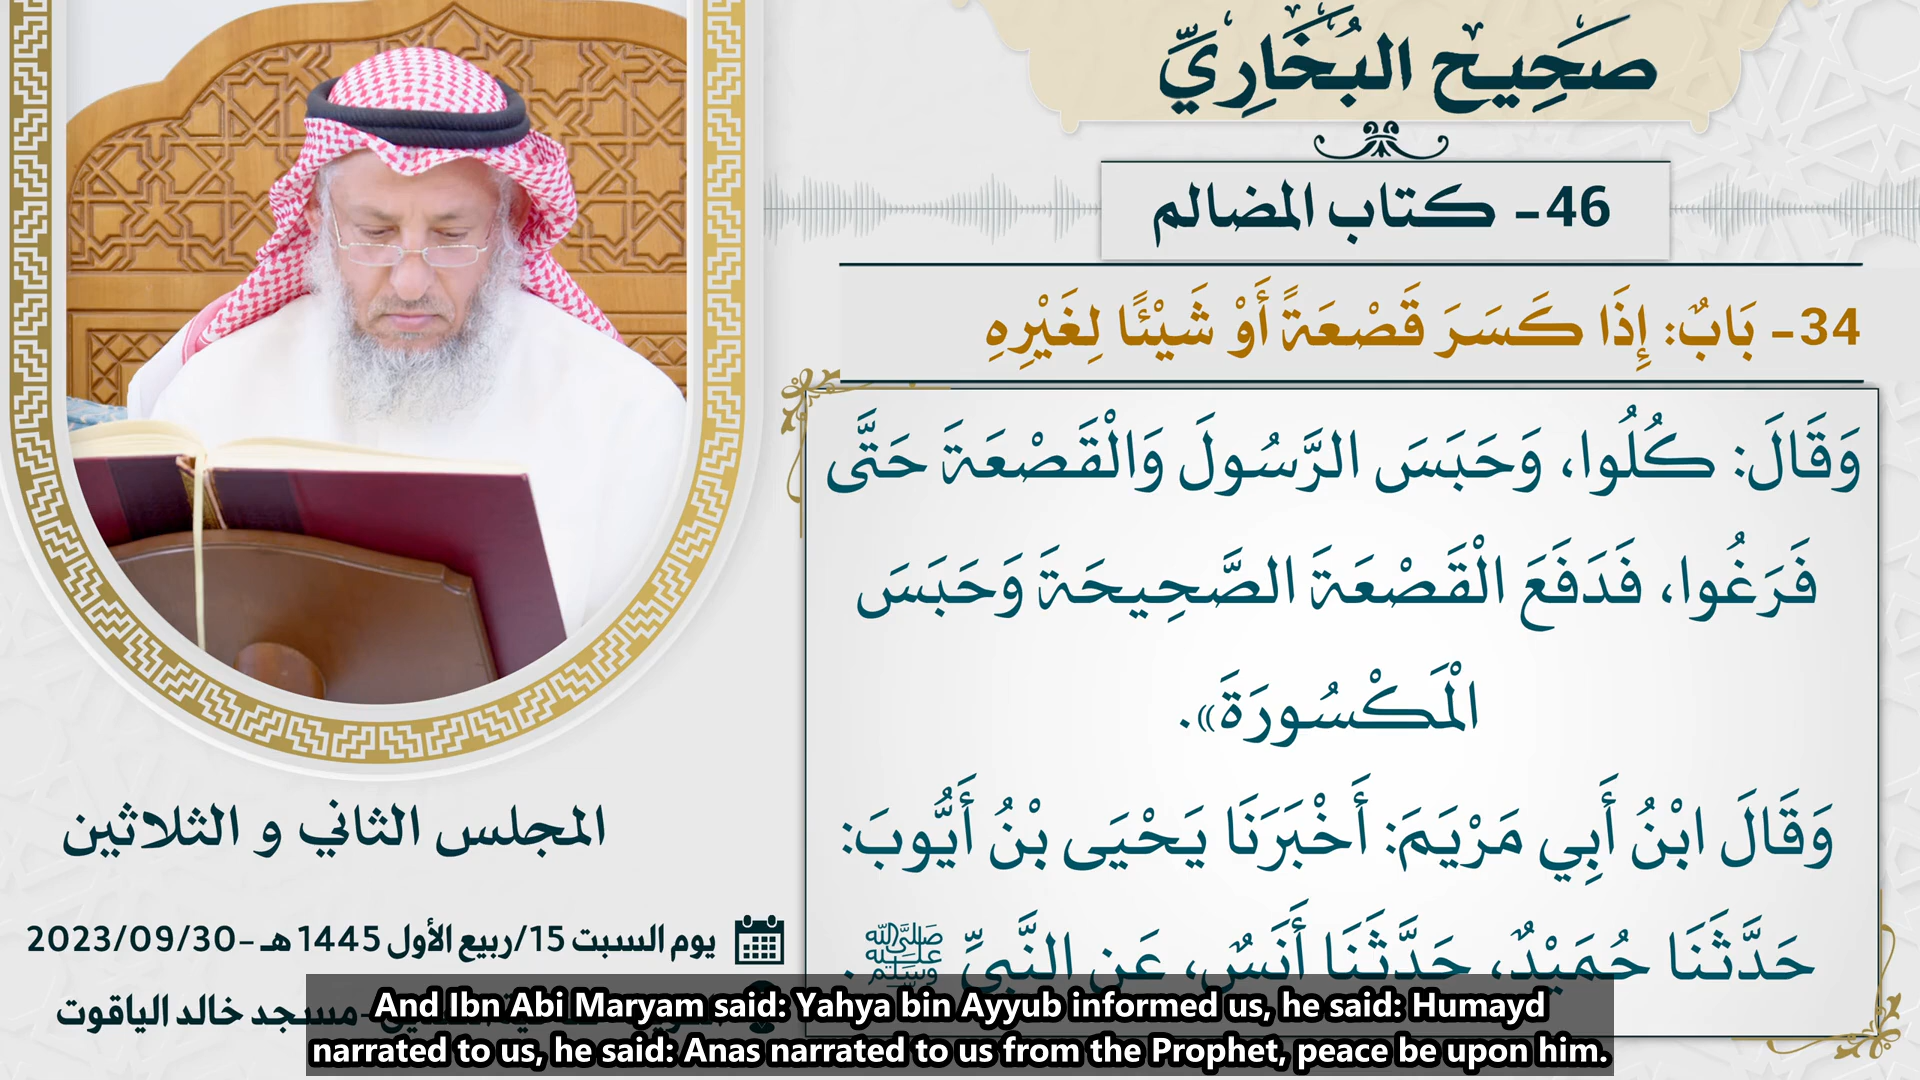 صَحِيح البُخَارِيِّ
46- كتاب المضالم
34- بَابٌ: إِذَا كَسَرَ قَصْعَةً أَوْ شَيْئًا لِغَيْرِهِ
وَقَالَ: كُلُوا، وَحَبَسَ الرَّسُولَ وَالْقَصْعَةَ حَتَّى
فَرَغُوا، فَدَفَعَ الْقَصْعَةَ الصَّحِيحَةَ وَحَبَسَ
الْمَكْسُورَةَ».
وَقَالَ ابْنُ أَبِي مَرْيَمَ: أَخْبَرَنَا يَحْيَى بْنُ أَيُّوبَ:
حَدَّثَنَا حُمَيْدٌ، حَدَّثَنَا أَنَسٌ، عَنِ النَّبِيِّ ﷺ.
المجلس الثاني و الثلاثين
يوم السبت 15/ربيع الأول 1445 هـ -2023/09/30
-مسجد خالد الياقوت
And Ibn Abi Maryam said: Yahya bin Ayyub informed us, he said: Humayd
narrated to us, he said: Anas narrated to us from the Prophet, peace be upon him.